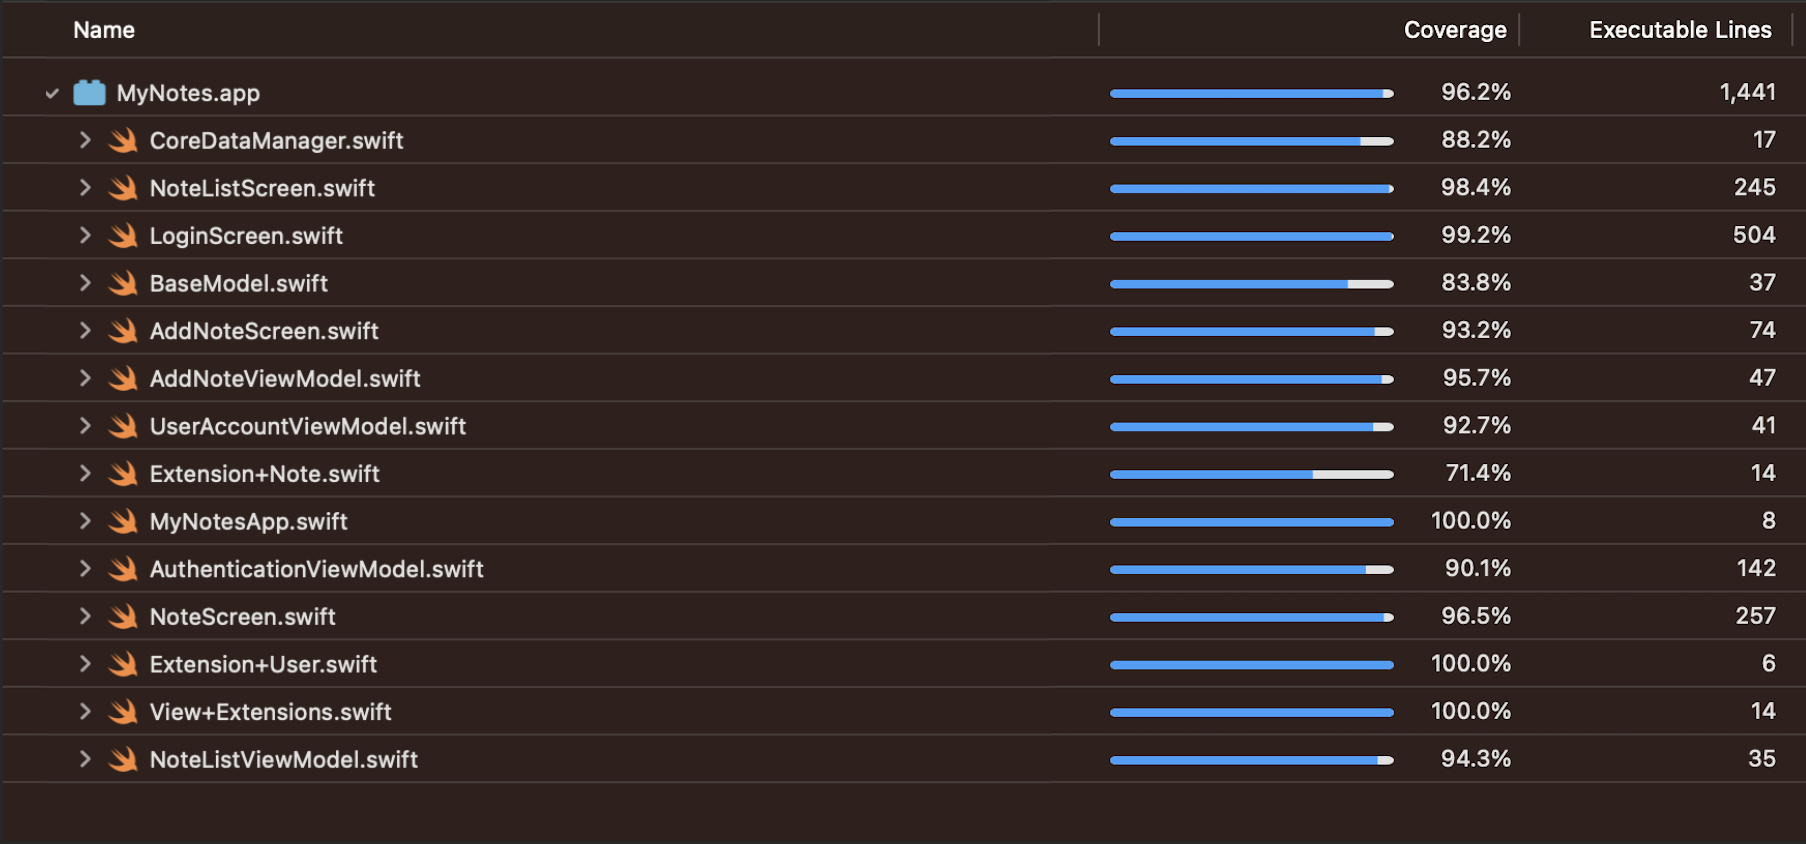 Name Coverage Executable Lines
MyNotes.app 96.2% 1,441
CoreDataManager.swift 88.2% 17
NoteListScreen.swift 98.4% 245
LoginScreen.swift 99.2% 504
BaseModel.swift 83.8% 37
AddNoteScreen.swift 93.2% 74
AddNoteViewModel.swift 95.7% 47
UserAccountViewModel.swift 92.7% 41
Extension+Note.swift 71.4% 14
MyNotesApp.swift 100.0% 8
AuthenticationViewModel.swift 90.1% 142
NoteScreen.swift 96.5% 257
Extension+User.swift 100.0% 6
View+Extensions.swift 100.0% 14
NoteListViewModel.swift 94.3% 35